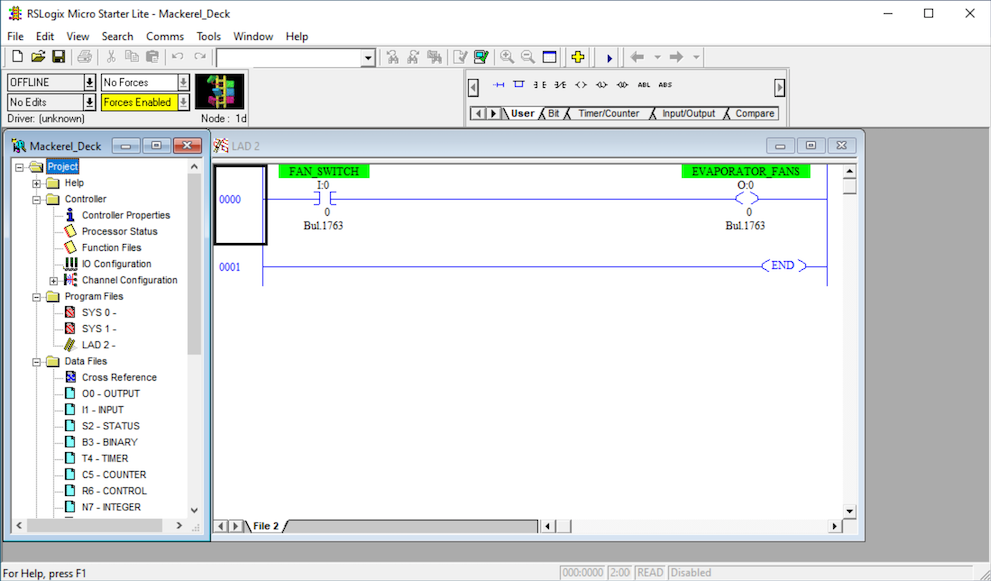 RSLogix Micro Starter Lite - Mackerel_Deck
File Edit View Search Comms Tools Window Help
OFFLINE No Forces
No Edits Forces Enabled
Driver: (unknown) Node : 1d
ABL ABS
User Bit Timer/Counter Input/Output Compare
Mackerel_Deck
Project
Help
Controller
Controller Properties
Processor Status
Function Files
IO Configuration
Channel Configuration
Program Files
SYS 0 -
SYS 1 -
LAD 2 -
Data Files
Cross Reference
O0 - OUTPUT
I1 - INPUT
S2 - STATUS
B3 - BINARY
T4 - TIMER
C5 - COUNTER
R6 - CONTROL
N7 - INTEGER
LAD 2
FAN_SWITCH EVAPORATOR_FANS
I:0 O:0
0000
0 0
Bul.1763 Bul.1763
0001 END
File 2
For Help, press F1 000:0000 2:00 READ Disabled